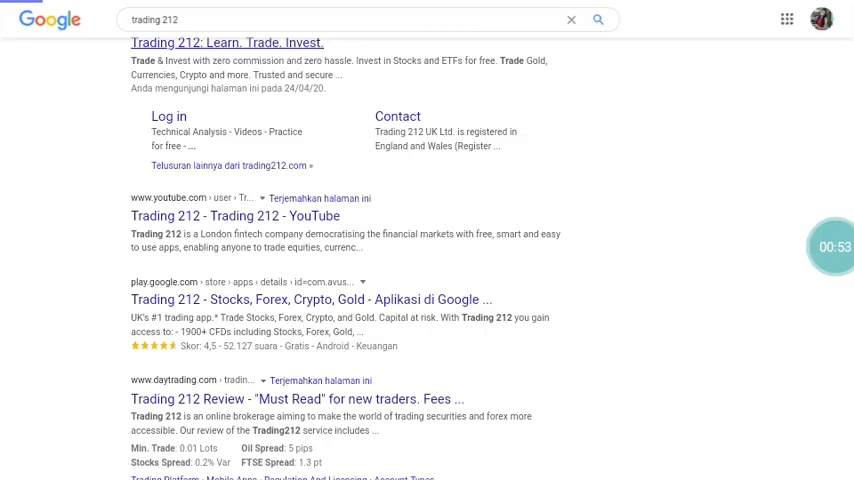 Google
trading 212
Trading 212: Learn. Trade. Invest.
Trade & Invest with zero commission and zero hassle. Invest in Stocks and ETFs for free. Trade Gold,
Currencies, Crypto and more. Trusted and secure ...
Anda mengunjungi halaman ini pada 24/04/20.
Log in
Technical Analysis - Videos - Practice
for free - ...
Contact
Trading 212 UK Ltd. is registered in
England and Wales (Register ...
Telusuran lainnya dari trading212.com »
www.youtube.com › user › Tr... Terjemahkan halaman ini
Trading 212 - Trading 212 - YouTube
Trading 212 is a London fintech company democratising the financial markets with free, smart and easy
to use apps, enabling anyone to trade equities, currenc...
00:53
play.google.com › store › apps › details › id=com.avus...
Trading 212 - Stocks, Forex, Crypto, Gold - Aplikasi di Google ...
UK's #1 trading app.* Trade Stocks, Forex, Crypto, and Gold. Capital at risk. With Trading 212 you gain
access to: - 1900+ CFDs including Stocks, Forex, Gold, ...
Skor: 4,5 - 52.127 suara - Gratis - Android - Keuangan
www.daytrading.com › tradin... Terjemahkan halaman ini
Trading 212 Review - "Must Read" for new traders. Fees ...
Trading 212 is an online brokerage aiming to make the world of trading securities and forex more
accessible. Our review of the Trading212 service includes ...
Min. Trade: 0.01 Lots Oil Spread: 5 pips
Stocks Spread: 0.2% Var FTSE Spread: 1.3 pt
Trading Platform - Mobile Apps - Regulation And Licensing - Account Types